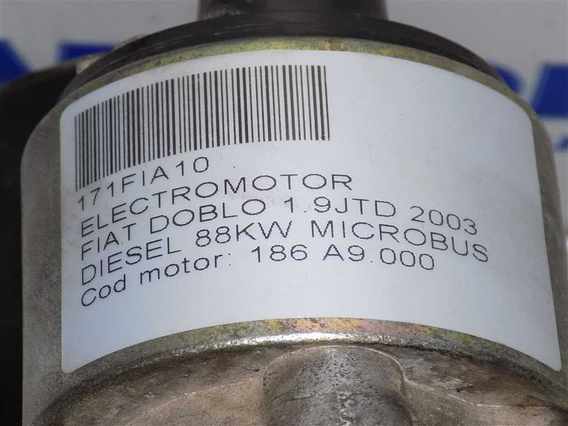 171FIA10
ELECTROMOTOR
FIAT DOBLO 1.9JTD 2003
DIESEL 88KW MICROBUS
Cod motor: 186 A9.000